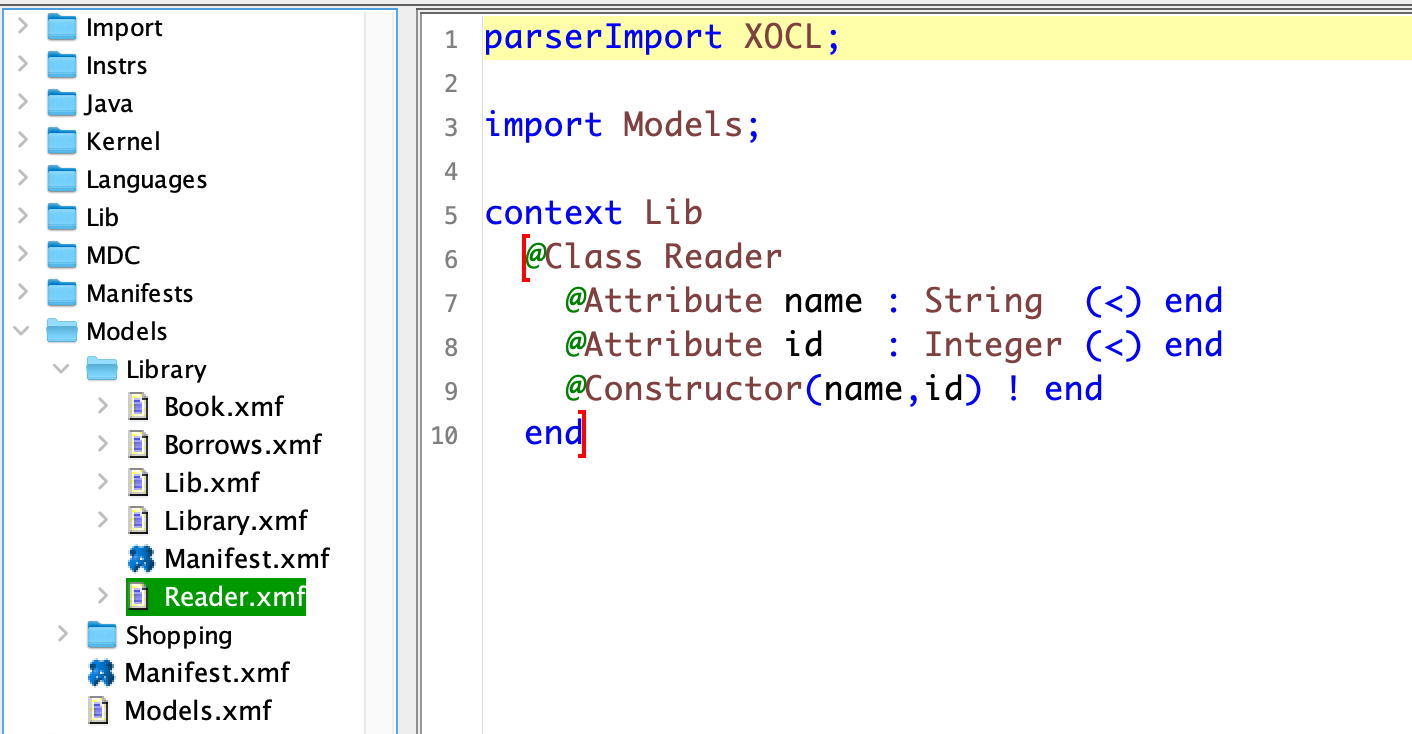 Import
Instrs
Java
Kernel
Languages
Lib
MDC
Manifests
Models
Library
Book.xmf
Borrows.xmf
Lib.xmf
Library.xmf
Manifest.xmf
Reader.xmf
Shopping
Manifest.xmf
Models.xmf
1 parserImport XOCL;
2
3 import Models;
4
5 context Lib
6   @Class Reader
7     @Attribute name : String  (<) end
8     @Attribute id   : Integer (<) end
9     @Constructor(name,id) ! end
10   end